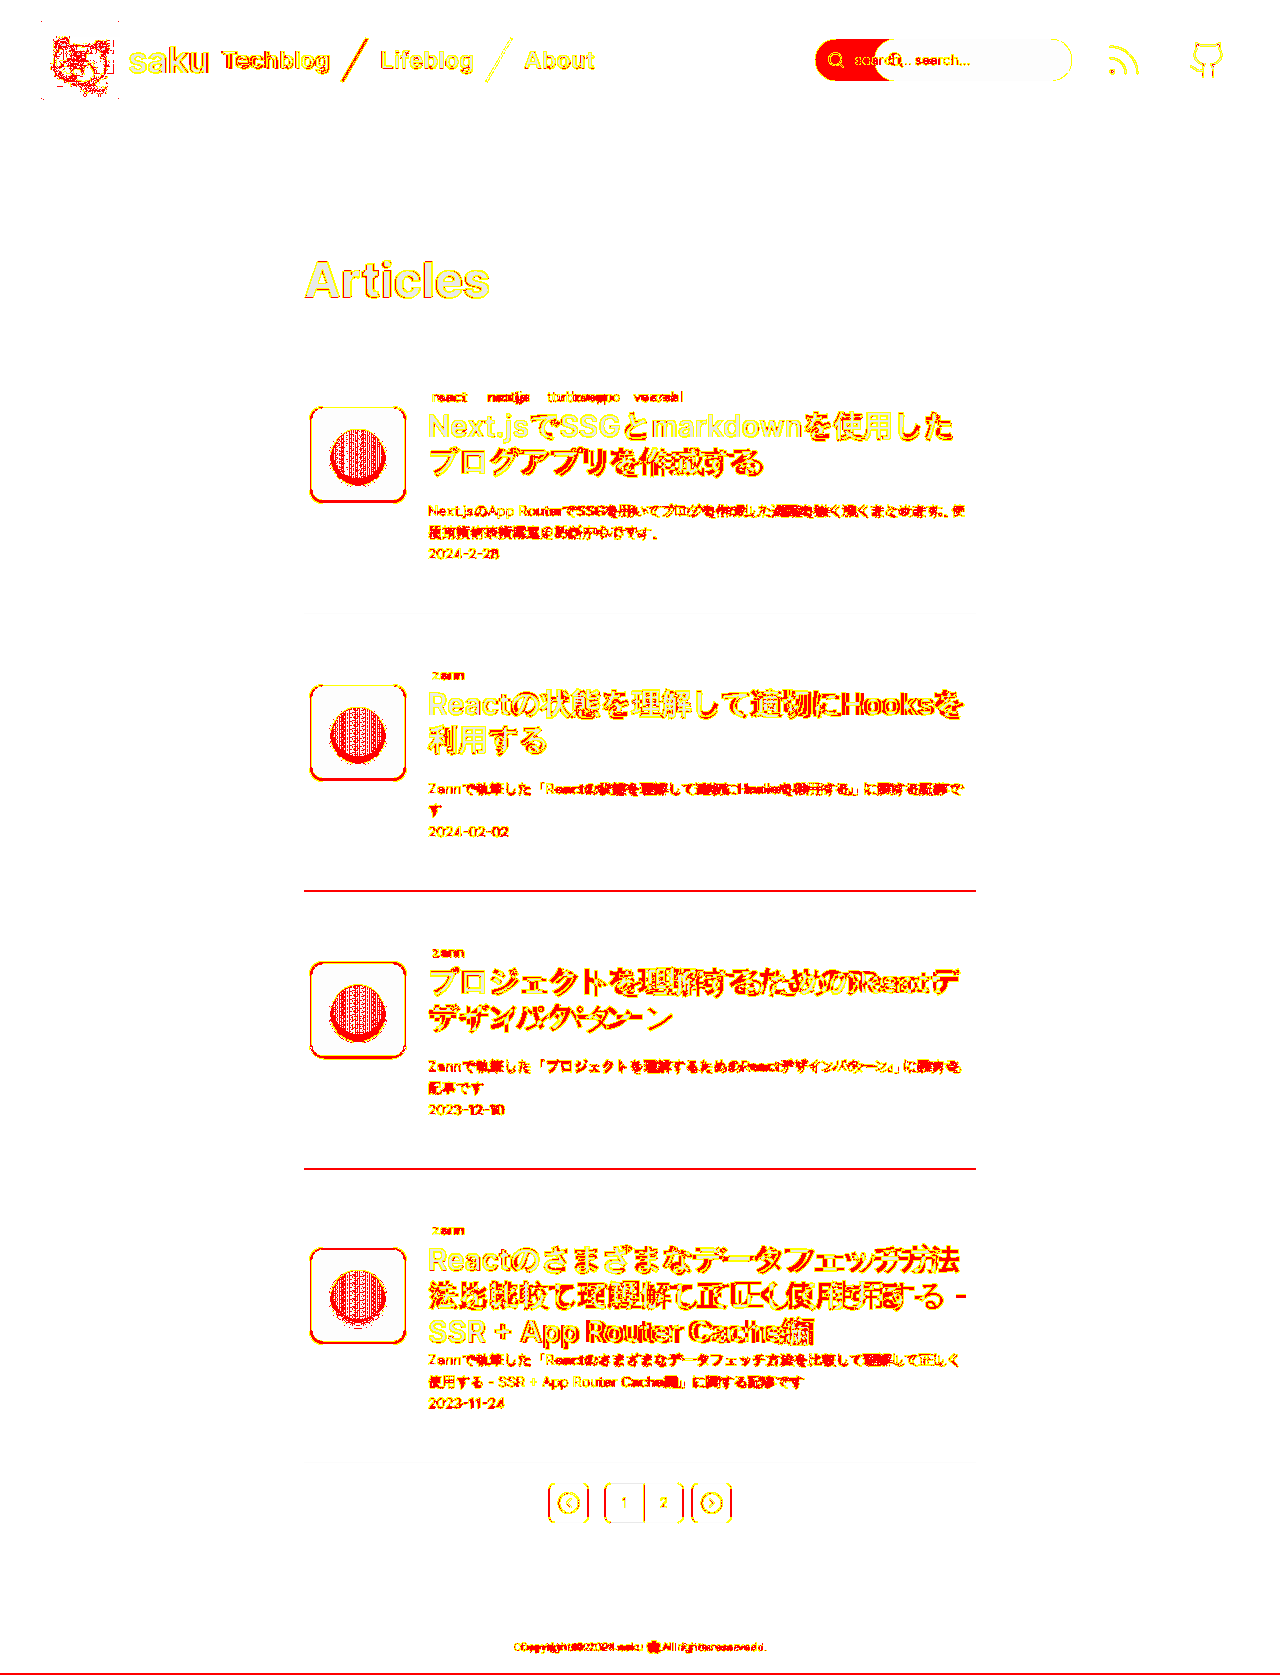 saku Techblog / Lifeblog / About search...
Articles
react nextjs vercel
Next.jsでSSGとmarkdownを使用した
ブログアプリを作成する
Next.jsのApp RouterでSSGを用いてブログを作成した
2024-2-28
zenn
Reactの状態を理解して適切にHooksを
利用する
Zennで執筆した「Reactの状態を理解して適切にHooksを利用する」に関する記事で
す
2024-02-02
zenn
プロジェクトを理解するためのReactデ
ザインパターン
Zennで執筆した「プロジェクトを理解するためのReactデザインパターン」に関する
記事です
2023-12-10
zenn
Reactのさまざまなデータフェッチ方法
を比較して理解して正しく使用する -
SSR + App Router Cache編
Zennで執筆した「Reactのさまざまなデータフェッチ方法を比較して理解して正しく
使用する - SSR + App Router Cache編」に関する記事です
2023-11-24
1 2
All rights reserved.